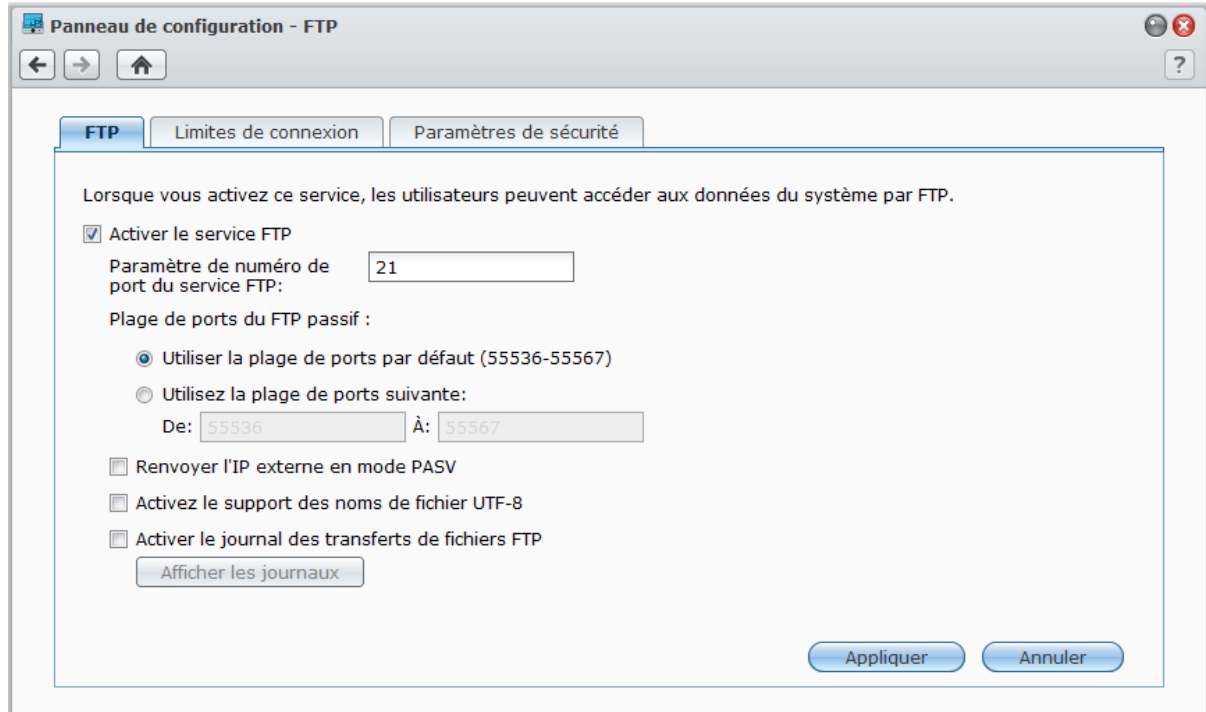 Panneau de configuration - FTP
?
FTP Limites de connexion Paramètres de sécurité
Lorsque vous activez ce service, les utilisateurs peuvent accéder aux données du système par FTP.
Activer le service FTP
Paramètre de numéro de
port du service FTP:
21
Plage de ports du FTP passif :
Utiliser la plage de ports par défaut (55536-55567)
Utilisez la plage de ports suivante:
De: 55536 À: 55567
Renvoyer l'IP externe en mode PASV
Activez le support des noms de fichier UTF-8
Activer le journal des transferts de fichiers FTP
Afficher les journaux
Appliquer Annuler